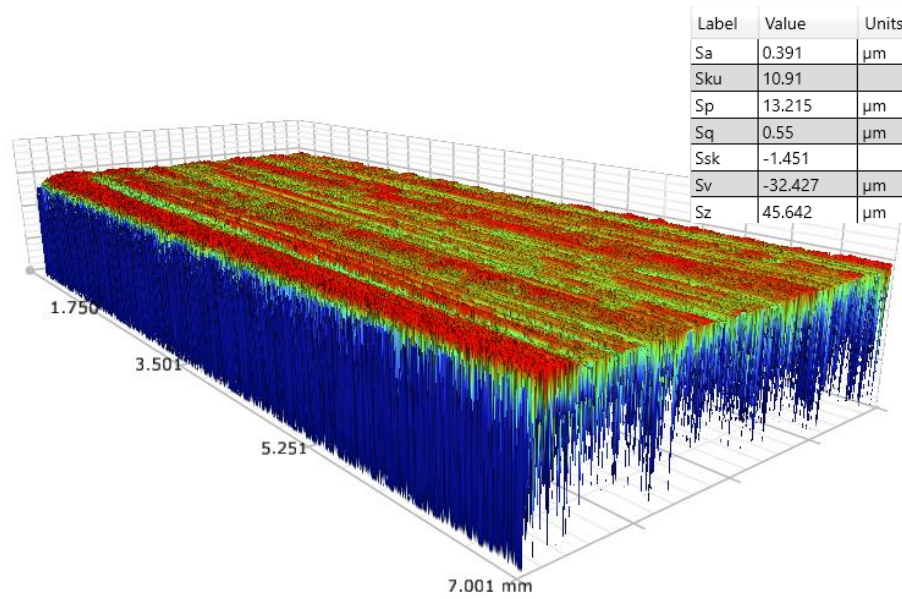 Label Value Units
Sa 0.391 µm
Sku 10.91
Sp 13.215 µm
Sq 0.55 µm
Ssk -1.451
Sv -32.427 µm
Sz 45.642 µm
1.750
3.501
5.251
7.001 mm